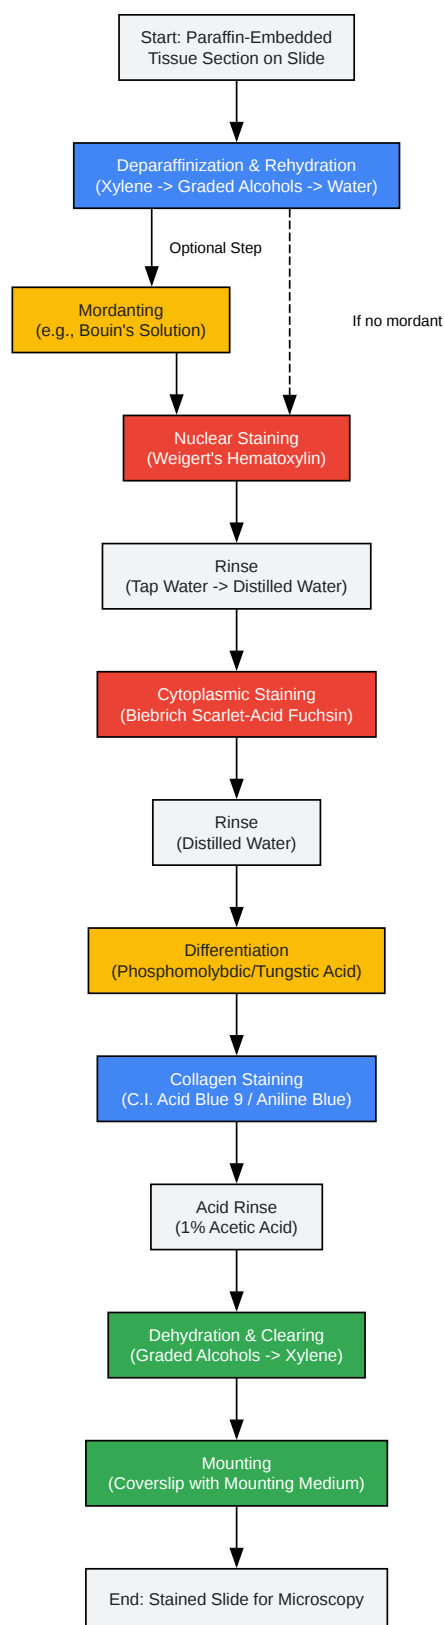 Start: Paraffin-Embedded
Tissue Section on Slide
Deparaffinization & Rehydration
(Xylene -> Graded Alcohols -> Water)
Optional Step
Mordanting
(e.g., Bouin's Solution)
If no mordant
Nuclear Staining
(Weigert's Hematoxylin)
Rinse
(Tap Water -> Distilled Water)
Cytoplasmic Staining
(Biebrich Scarlet-Acid Fuchsin)
Rinse
(Distilled Water)
Differentiation
(Phosphomolybdic/Tungstic Acid)
Collagen Staining
(C.I. Acid Blue 9 / Aniline Blue)
Acid Rinse
(1% Acetic Acid)
Dehydration & Clearing
(Graded Alcohols -> Xylene)
Mounting
(Coverslip with Mounting Medium)
End: Stained Slide for Microscopy